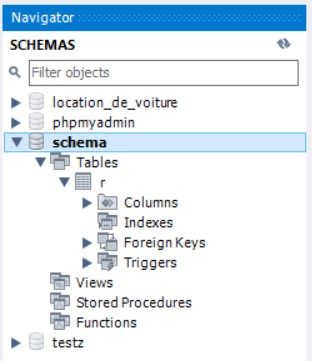 Navigator
SCHEMAS
Filter objects
location_de_voiture
phpmyadmin
schema
Tables
r
Columns
Indexes
Foreign Keys
Triggers
Views
Stored Procedures
Functions
testz